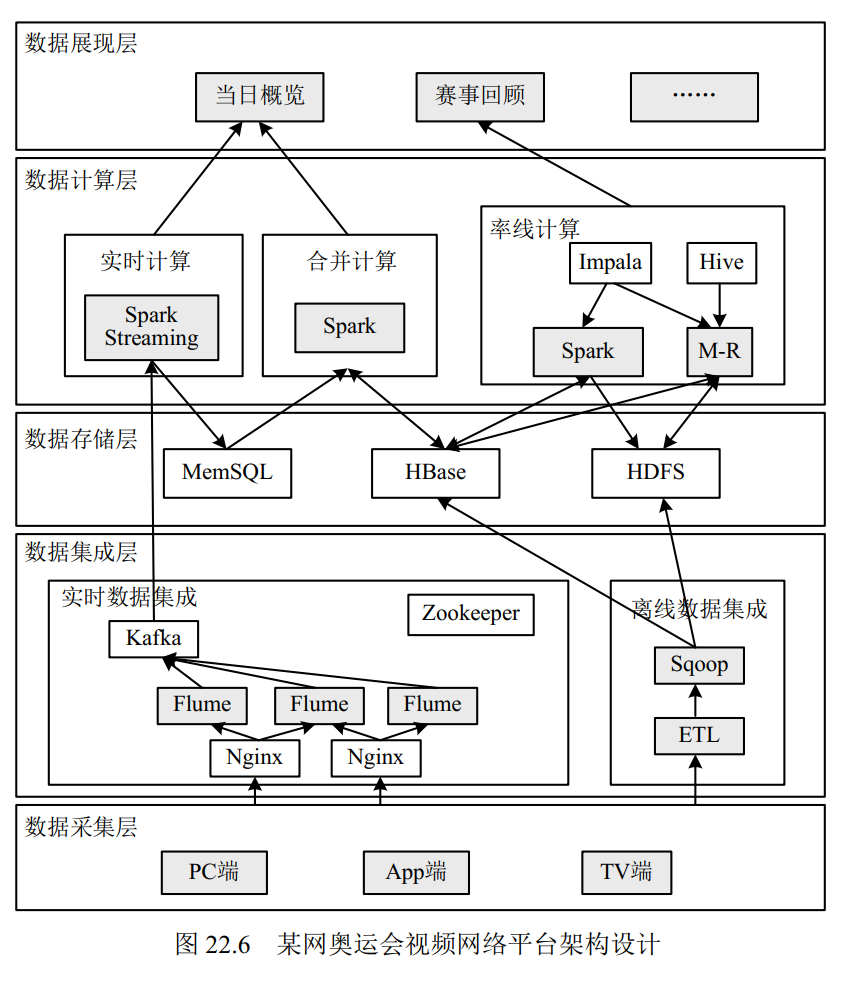 数据展现层
当日概览
赛事回顾
……
数据计算层
实时计算
Spark
Streaming
合并计算
Spark
率线计算
Impala
Hive
Spark
M-R
数据存储层
MemSQL
HBase
HDFS
数据集成层
实时数据集成
Zookeeper
Kafka
Flume
Flume
Flume
Nginx
Nginx
离线数据集成
Sqoop
ETL
数据采集层
PC端
App端
TV端
图 22.6 某网奥运会视频网络平台架构设计